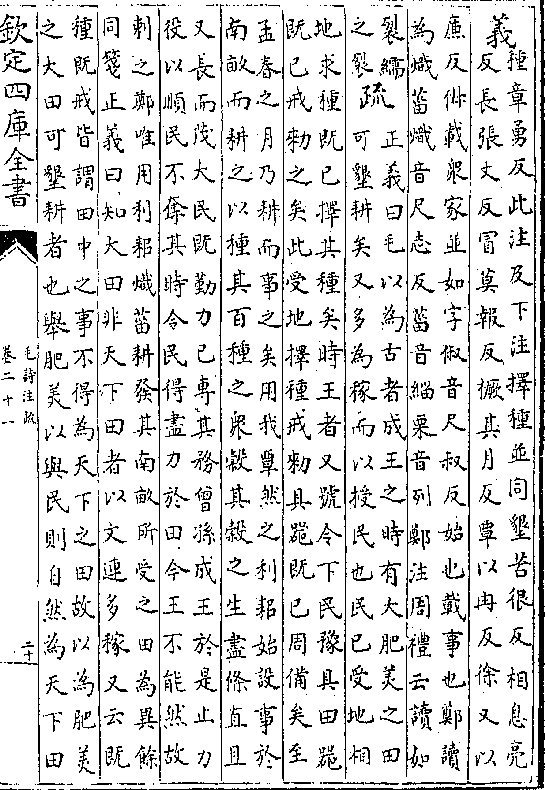 義
種章勇反此注及下注擇種並同墾苦很反相息亮
反長張丈反冒莫報反橛其月反覃以冉反徐又以
廉反俶載衆家並如字俶音尺叔反始也載事也鄭讀
為熾菑熾音尺志反菑音緇栗音列鄭注周禮云讀如
裂繻
之裂
疏
正義曰毛以為古者成王之時有大肥美之田
可墾耕矣又多為稼而以授民也民已受地相
地求種既已擇其種矣時王者又號令下民豫具田器
既已戒勑之矣此受地擇種戒勑具器既已周備矣至
孟春之月乃耕而事之矣用我覃然之利耜始設事於
南畝而耕之以種其百種之衆穀其穀之生盡條直且
又長而茂大民既勤力已專其務曾孫成王於是止力
役以順民不奪其時令民得盡力於田今王不能然故
刺之鄭唯用利耜熾菑耕發其南畝所受之田為異餘
同箋正義曰知大田非天下田者以文連多稼又云既
種既戒皆謂田中之事不得為天下之田故以為肥美
之大田可墾耕者也舉肥美以與民則自然為天下田
欽定四庫全書
毛詩注疏
卷二十一
二十